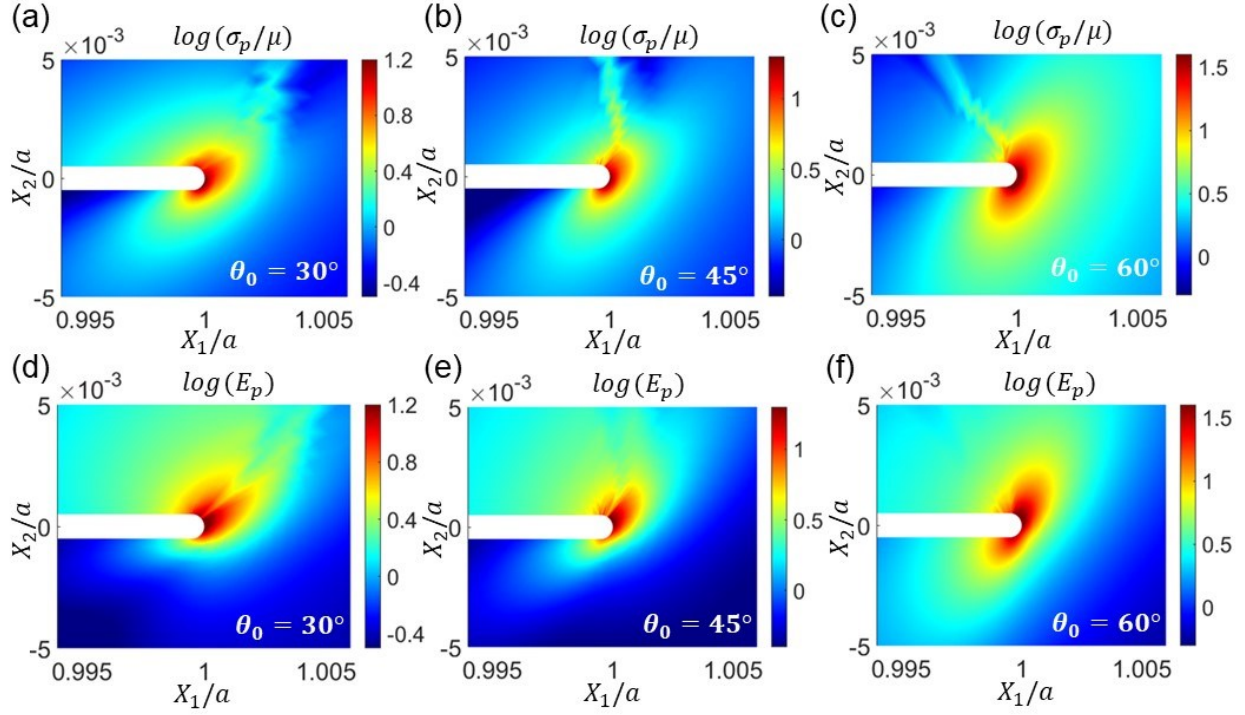 (a) (b) (c)
×10⁻³ log(σₚ/μ) ×10⁻³ log(σₚ/μ) ×10⁻³ log(σₚ/μ)
5 1.2 5 5 1.5
0.8 1 1
X₂/a 0 0.4 X₂/a 0 0.5 X₂/a 0 0.5
0 0 0
-5 θ₀ = 30° -0.4 -5 θ₀ = 45° -5 θ₀ = 60°
0.995 1 1.005 0.995 1 1.005 0.995 1 1.005
X₁/a X₁/a X₁/a
(d) (e) (f)
×10⁻³ log(Eₚ) ×10⁻³ log(Eₚ) ×10⁻³ log(Eₚ)
5 1.2 5 5 1.5
0.8 1 1
X₂/a 0 0.4 X₂/a 0 0.5 X₂/a 0 0.5
0 0 0
-5 θ₀ = 30° -0.4 -5 θ₀ = 45° -5 θ₀ = 60°
0.995 1 1.005 0.995 1 1.005 0.995 1 1.005
X₁/a X₁/a X₁/a